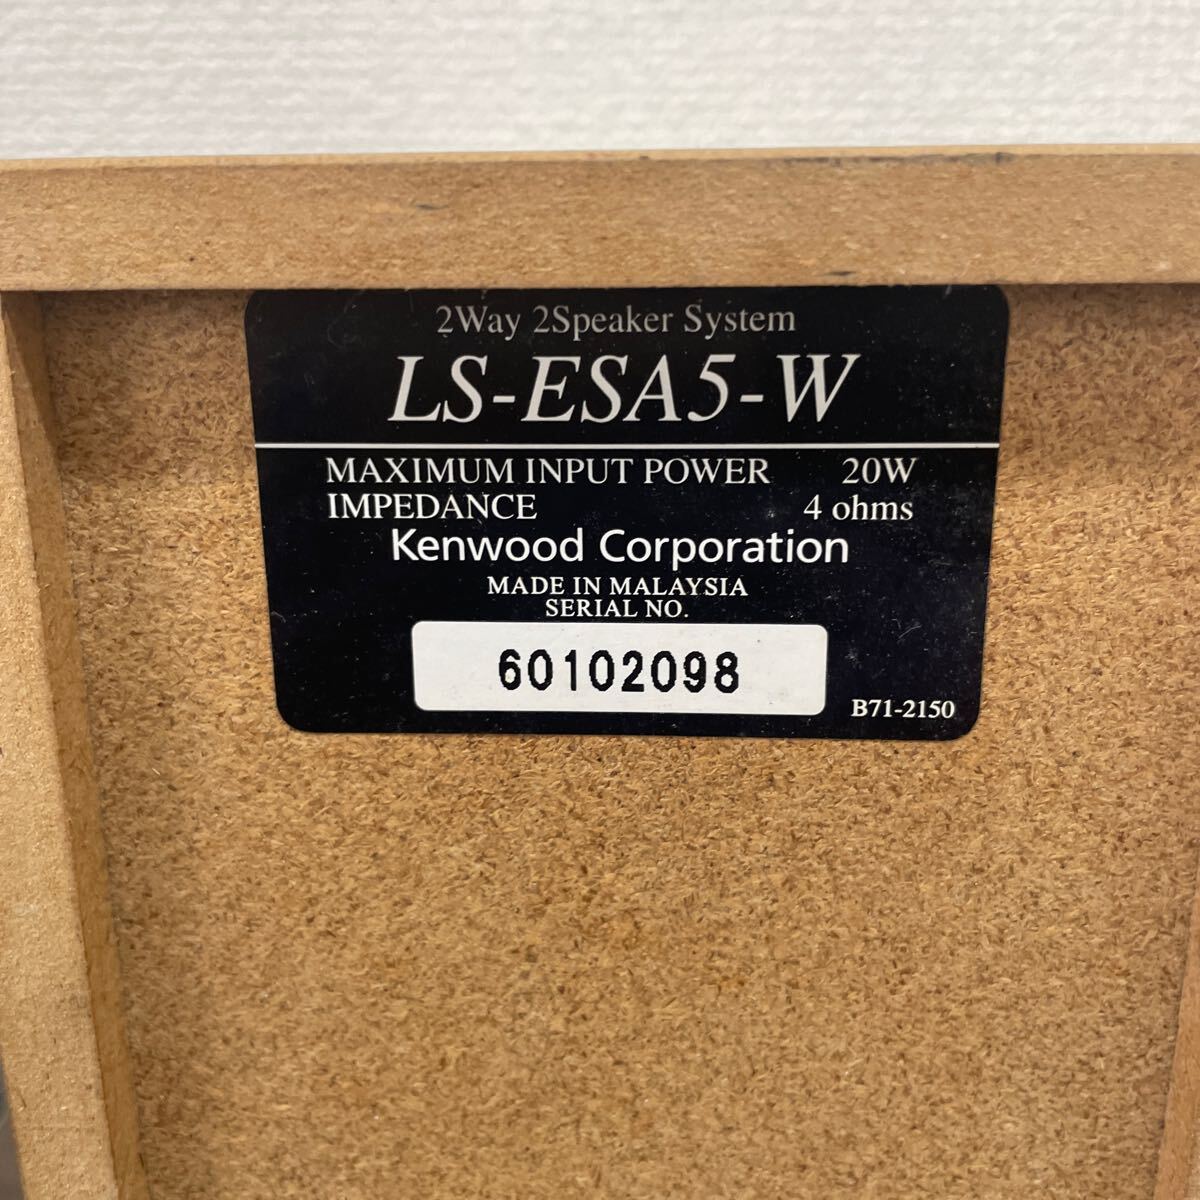 2Way 2Speaker System
LS-ESA5-W
MAXIMUM INPUT POWER 20W
IMPEDANCE 4 ohms
Kenwood Corporation
MADE IN MALAYSIA
SERIAL NO.
60102098
B71-2150